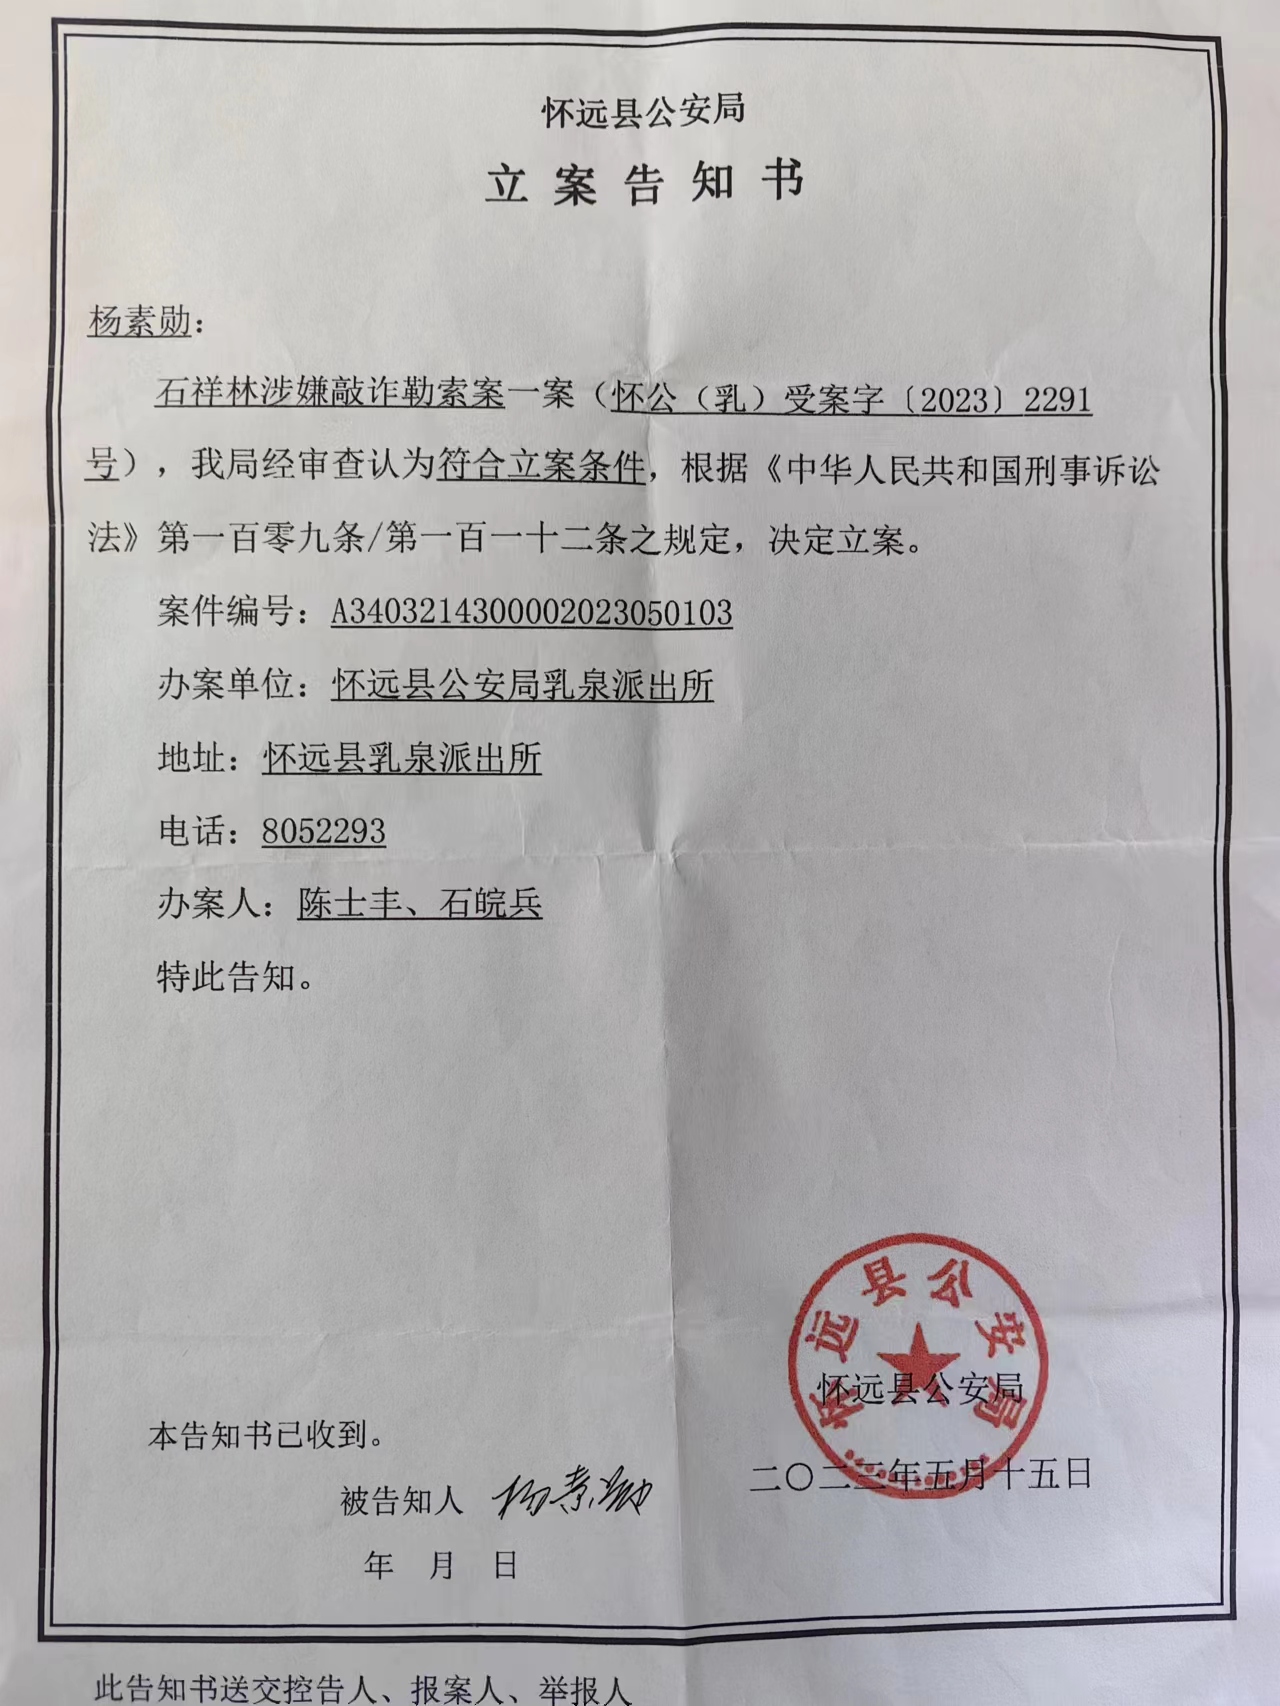 怀远县公安局
立案告知书
杨素勋：
石祥林涉嫌敲诈勒索案一案（怀公（乳）受案字〔2023〕2291
号），我局经审查认为符合立案条件，根据《中华人民共和国刑事诉讼
法》第一百零九条/第一百一十二条之规定，决定立案。
案件编号：A3403214300002023050103
办案单位：怀远县公安局乳泉派出所
地址：怀远县乳泉派出所
电话：8052293
办案人：陈士丰、石皖兵
特此告知。
怀远县公安局
怀远县公安局
本告知书已收到。
二〇二三年五月十五日
被告知人 杨素勋
年 月 日
此告知书送交控告人、报案人、举报人